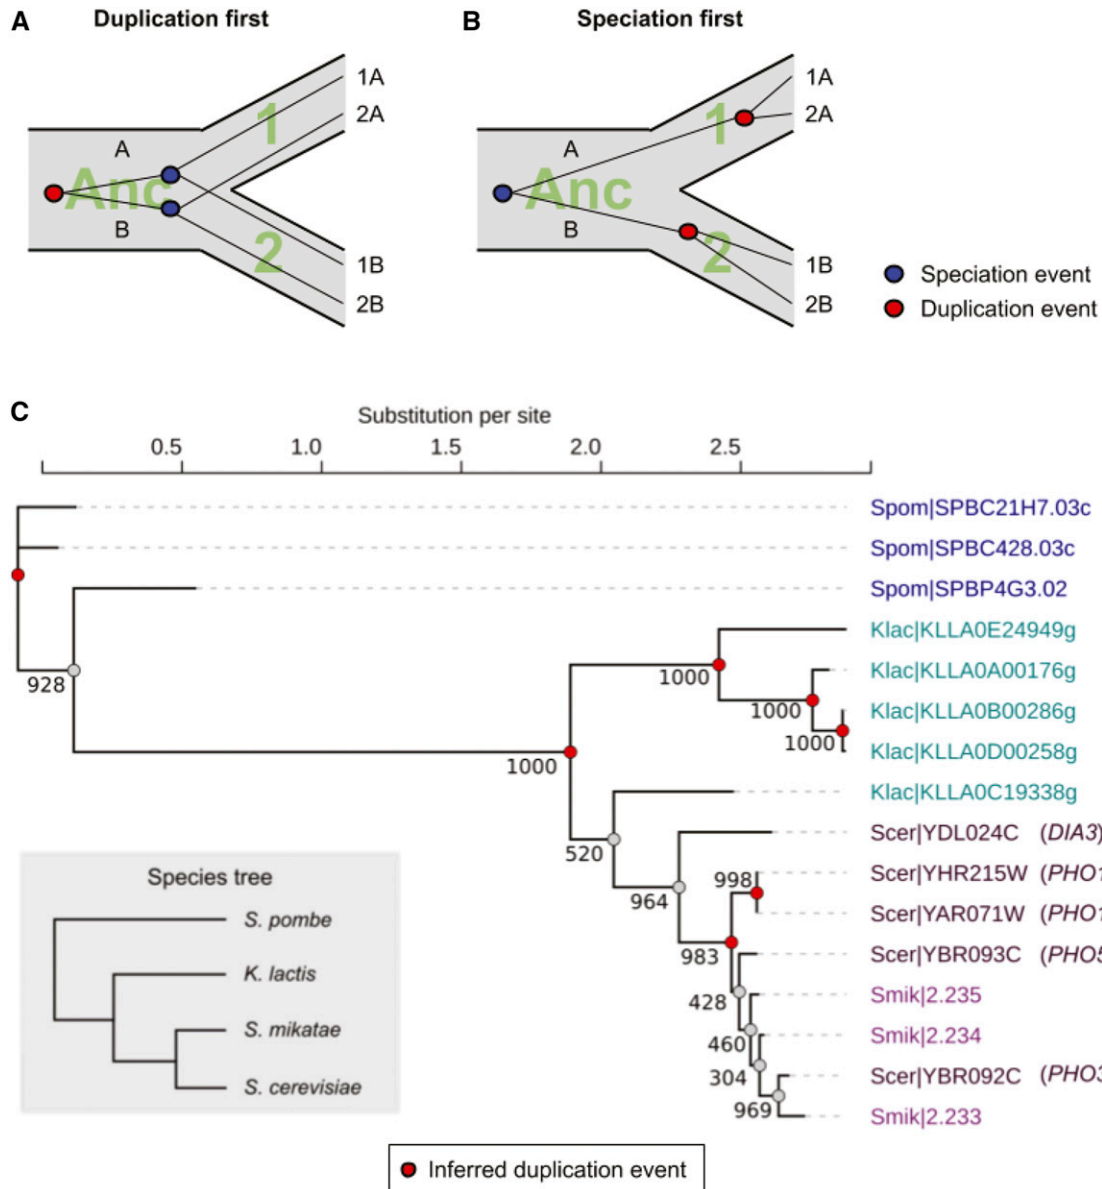 A
Duplication first
1A
2A
1
A
Anc
B
2
1B
2B
B
Speciation first
1A
2A
1
A
Anc
B
2
1B
2B
Speciation event
Duplication event
C
Substitution per site
0.5 1.0 1.5 2.0 2.5
Spom|SPBC21H7.03c
Spom|SPBC428.03c
Spom|SPBP4G3.02
928
Klac|KLLA0E24949g
1000
Klac|KLLA0A00176g
1000
Klac|KLLA0B00286g
1000
Klac|KLLA0D00258g
1000
Klac|KLLA0C19338g
520
Scer|YDL024C (DIA3)
964
998
Scer|YHR215W (PHO1
Scer|YAR071W (PHO1
983
Scer|YBR093C (PHO5
428
Smik|2.235
460
Smik|2.234
304
Scer|YBR092C (PHO3
969
Smik|2.233
Species tree
S. pombe
K. lactis
S. mikatae
S. cerevisiae
Inferred duplication event